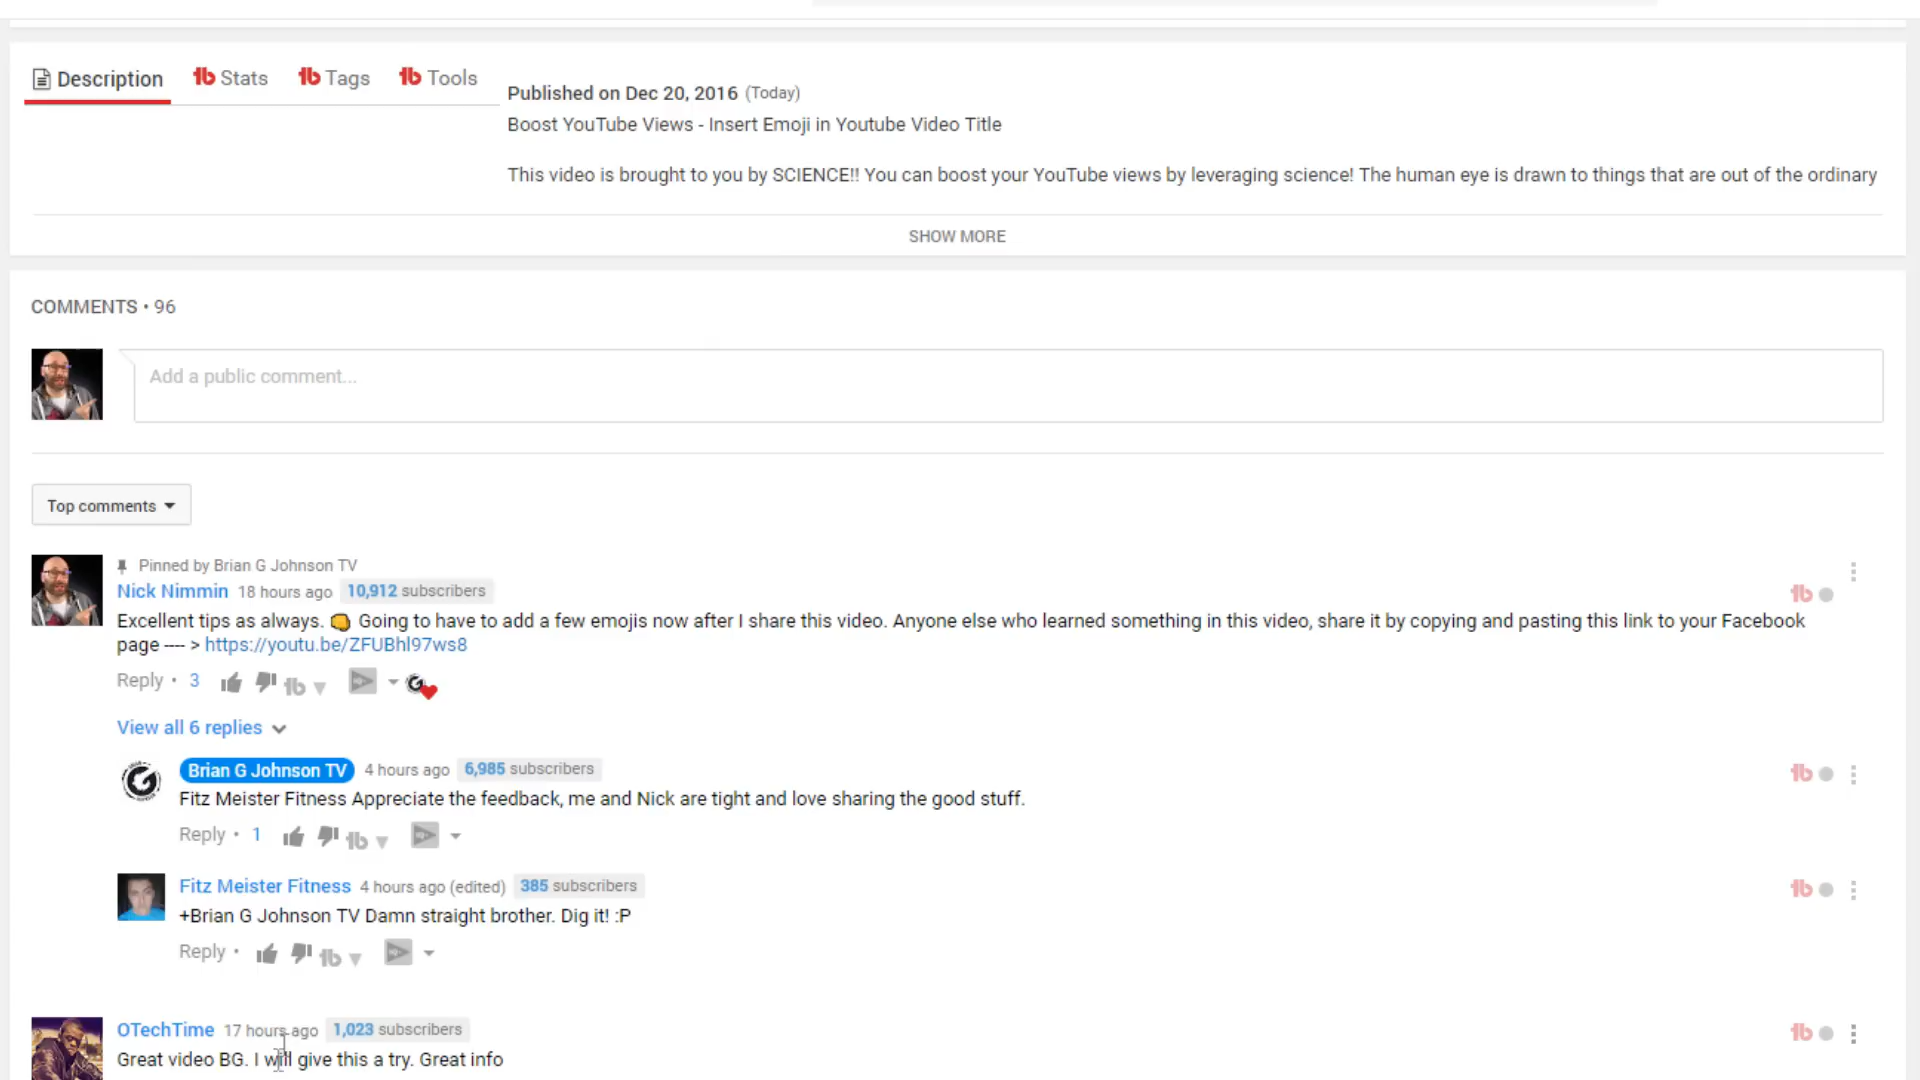 Description
Stats
Tags
Tools
Published on Dec 20, 2016 (Today)
Boost YouTube Views - Insert Emoji in Youtube Video Title
This video is brought to you by SCIENCE!! You can boost your YouTube views by leveraging science! The human eye is drawn to things that are out of the ordinary
SHOW MORE
COMMENTS • 96
Add a public comment...
Top comments
Pinned by Brian G Johnson TV
Nick Nimmin 18 hours ago 10,912 subscribers
Excellent tips as always. 👊 Going to have to add a few emojis now after I share this video. Anyone else who learned something in this video, share it by copying and pasting this link to your Facebook
page ---- > https://youtu.be/ZFUBhl97ws8
Reply • 3
View all 6 replies
Brian G Johnson TV 4 hours ago 6,985 subscribers
Fitz Meister Fitness Appreciate the feedback, me and Nick are tight and love sharing the good stuff.
Reply • 1
Fitz Meister Fitness 4 hours ago (edited) 385 subscribers
+Brian G Johnson TV Damn straight brother. Dig it! :P
Reply •
OTechTime 17 hours ago 1,023 subscribers
Great video BG. I will give this a try. Great info